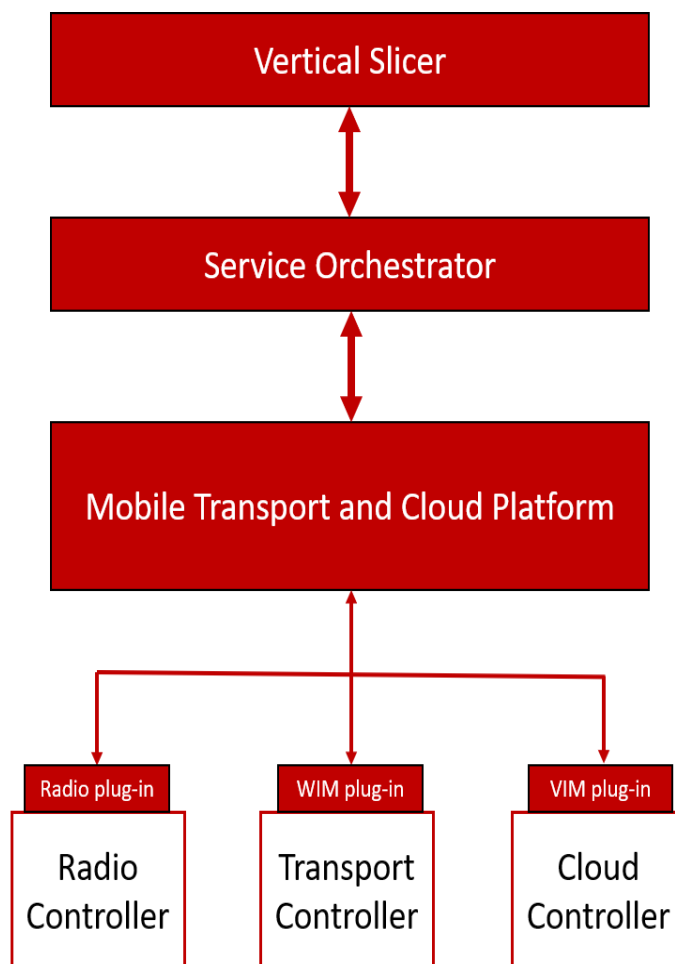 Vertical Slicer
Service Orchestrator
Mobile Transport and Cloud Platform
Radio plug-in
WIM plug-in
VIM plug-in
Radio
Controller
Transport
Controller
Cloud
Controller